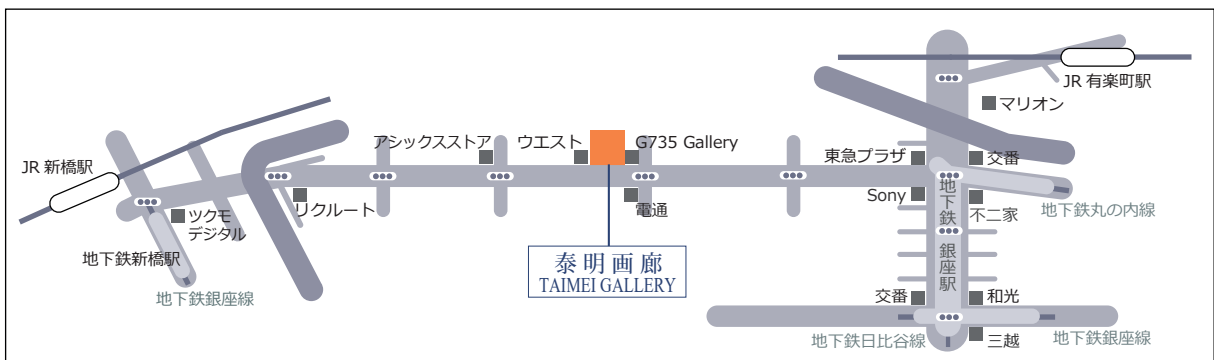 JR 新橋駅
ツクモ
デジタル
地下鉄新橋駅
地下鉄銀座線
リクルート
アシックスストア
ウエスト
G735 Gallery
電通
泰明画廊
TAIMEI GALLERY
JR 有楽町駅
マリオン
東急プラザ
交番
Sony
不二家
地下鉄丸の内線
地下鉄 銀座駅
交番
和光
地下鉄日比谷線
三越
地下鉄銀座線